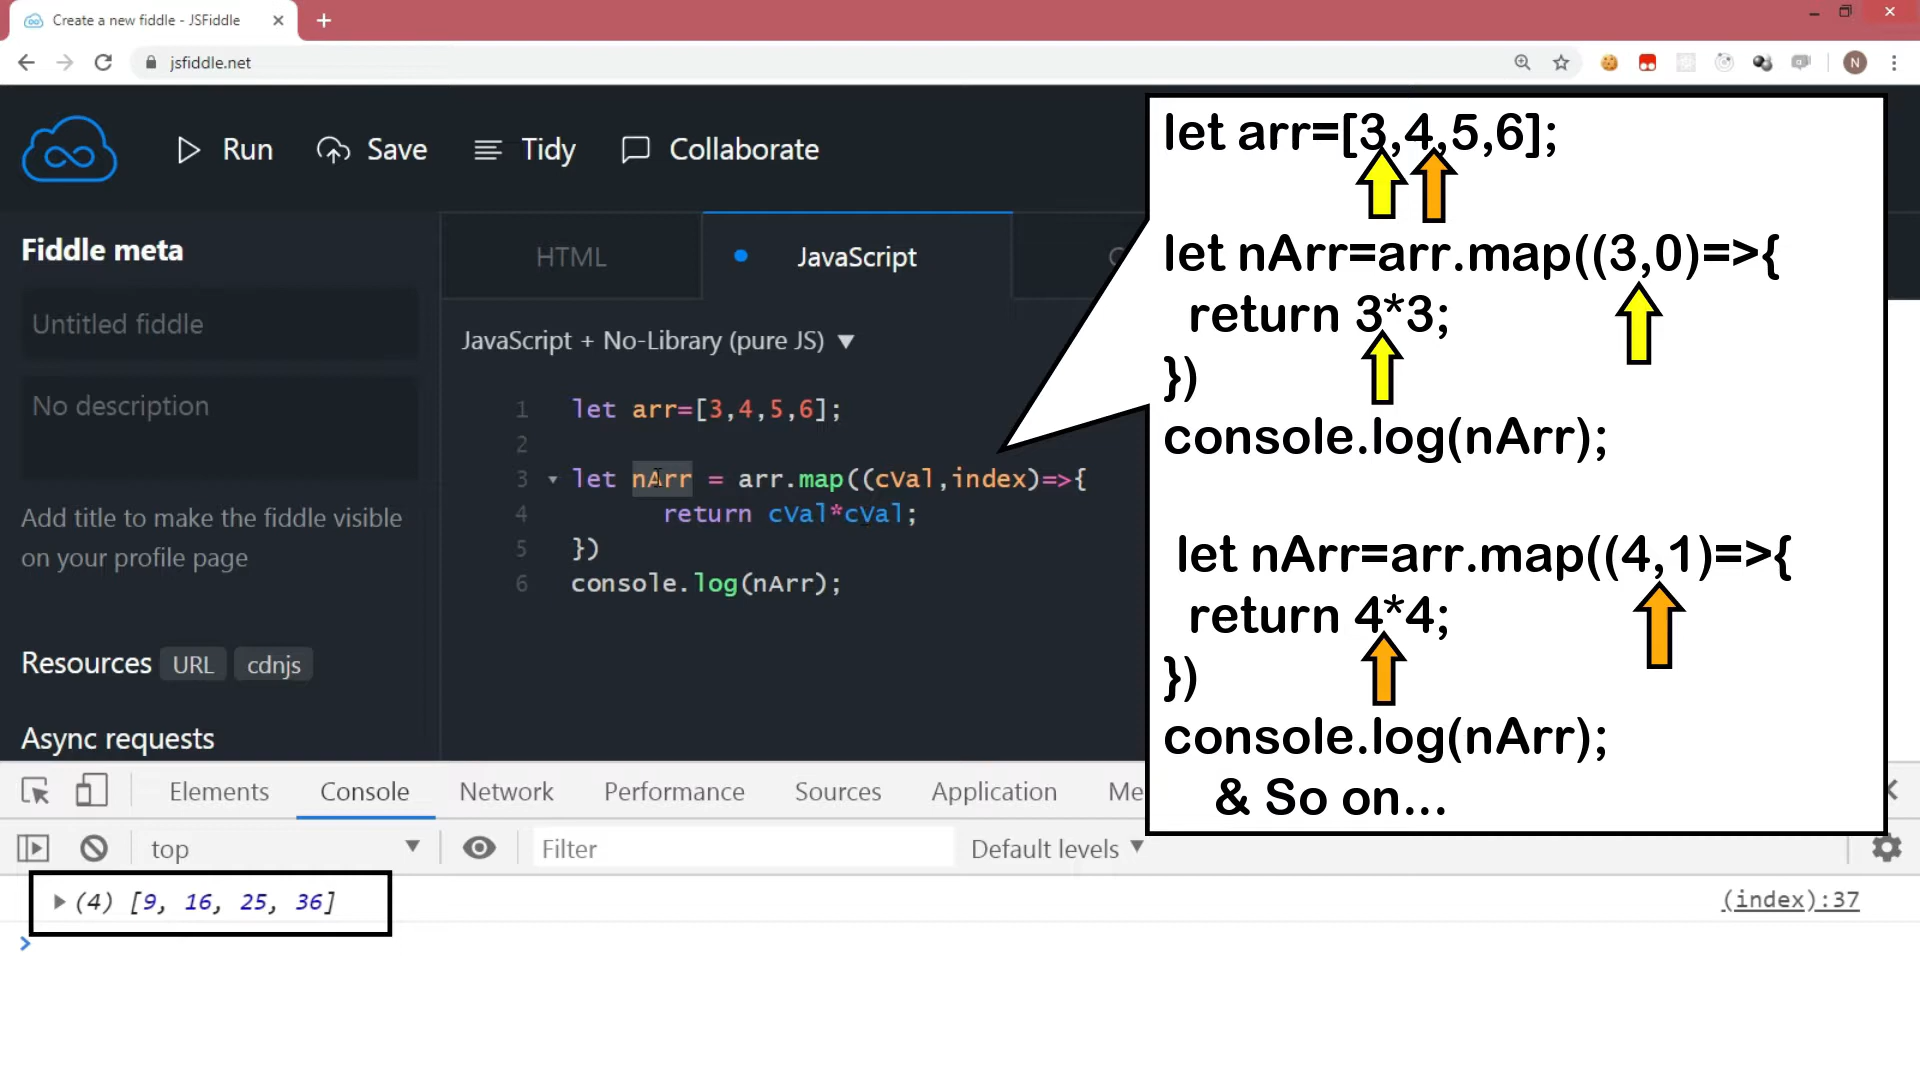 Create a new fiddle - JSFiddle
jsfiddle.net
N
Run
Save
Tidy
Collaborate
Fiddle meta
Untitled fiddle
No description
Add title to make the fiddle visible
on your profile page
Resources URL cdnjs
Async requests
HTML
JavaScript
C
JavaScript + No-Library (pure JS) ▼
1 let arr=[3,4,5,6];
2
3 let nArr = arr.map((cVal,index)=>{
4 return cVal*cVal;
5 })
6 console.log(nArr);
let arr=[3,4,5,6];
let nArr=arr.map((3,0)=>{
return 3*3;
})
console.log(nArr);
let nArr=arr.map((4,1)=>{
return 4*4;
})
console.log(nArr);
& So on...
Elements Console Network Performance Sources Application Me
top Filter Default levels ▼
(4) [9, 16, 25, 36] (index):37
>